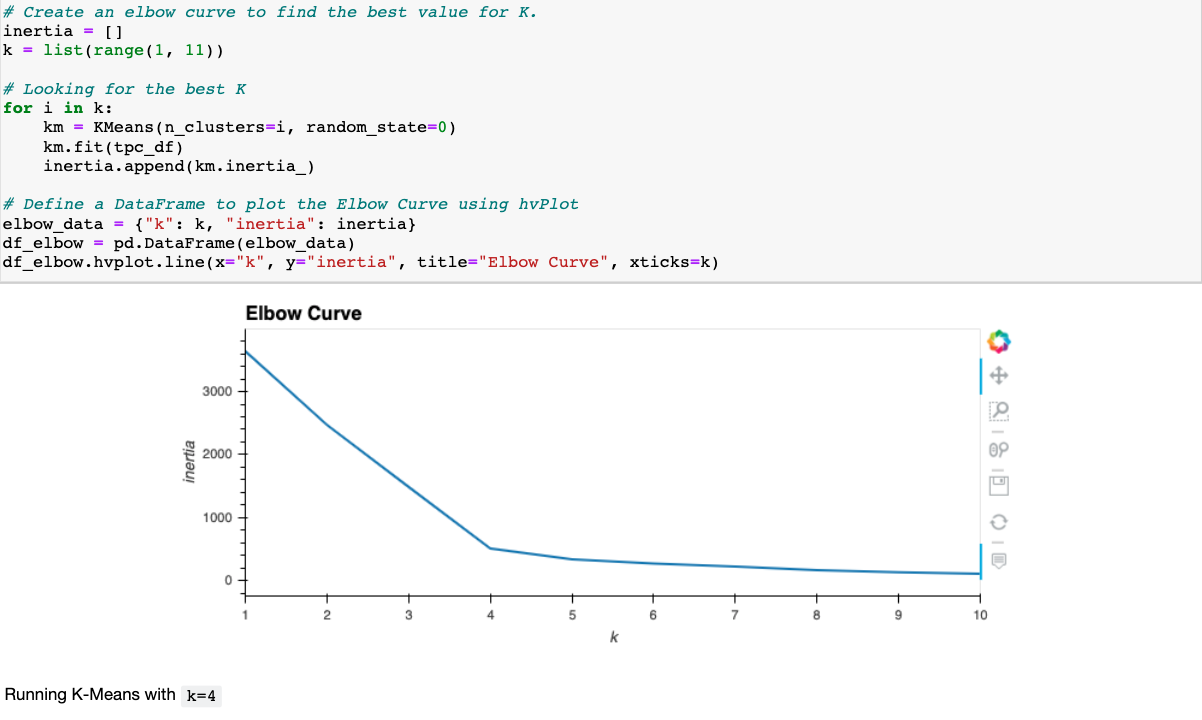 # Create an elbow curve to find the best value for K.
inertia = []
k = list(range(1, 11))
# Looking for the best K
for i in k:
    km = KMeans(n_clusters=i, random_state=0)
    km.fit(tpc_df)
    inertia.append(km.inertia_)
# Define a DataFrame to plot the Elbow Curve using hvPlot
elbow_data = {"k": k, "inertia": inertia}
df_elbow = pd.DataFrame(elbow_data)
df_elbow.hvplot.line(x="k", y="inertia", title="Elbow Curve", xticks=k)
Elbow Curve
3000
2000
1000
0
inertia
1 2 3 4 5 6 7 8 9 10
k
Running K-Means with k=4